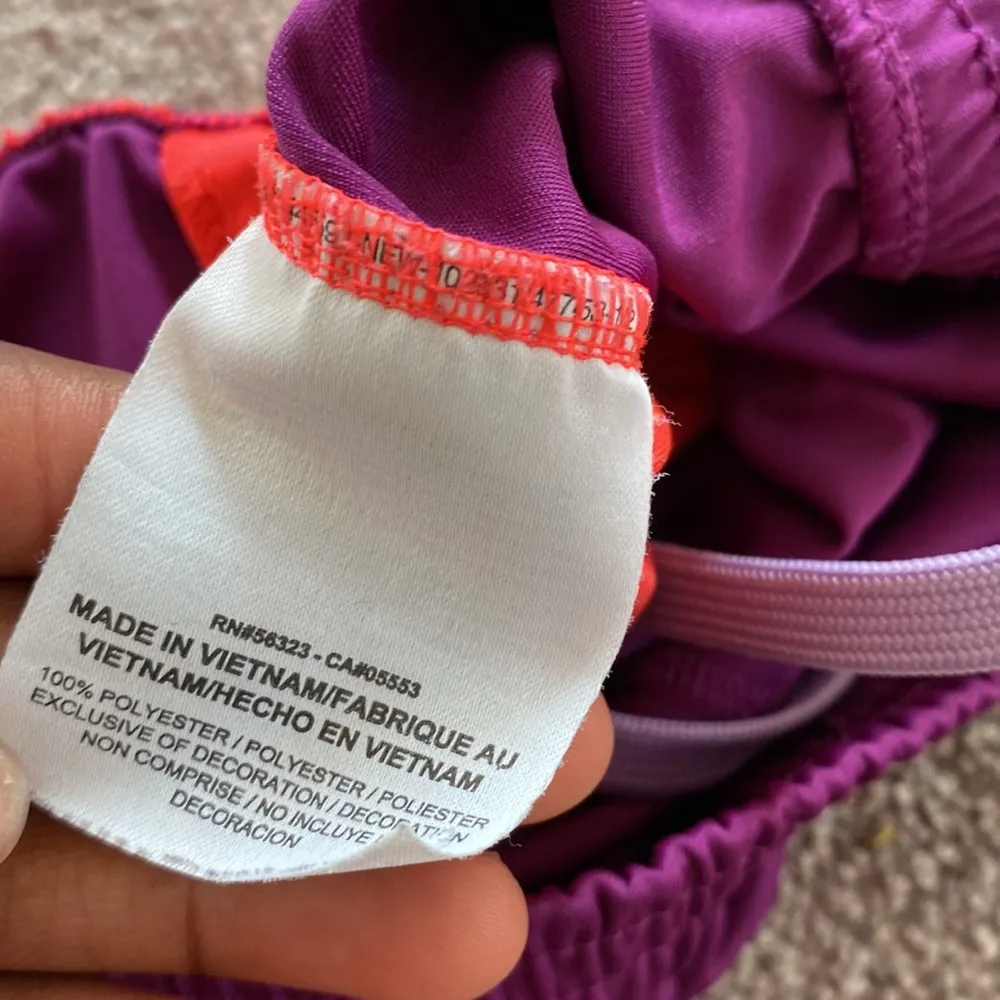 RN#56323 - CA#05553
MADE IN VIETNAM/FABRIQUE AU
VIETNAM/HECHO EN VIETNAM
100% POLYESTER / POLYESTER / POLIESTER
EXCLUSIVE OF DECORATION / DECORATION
NON COMPRISE / NO INCLUYE
DECORACION